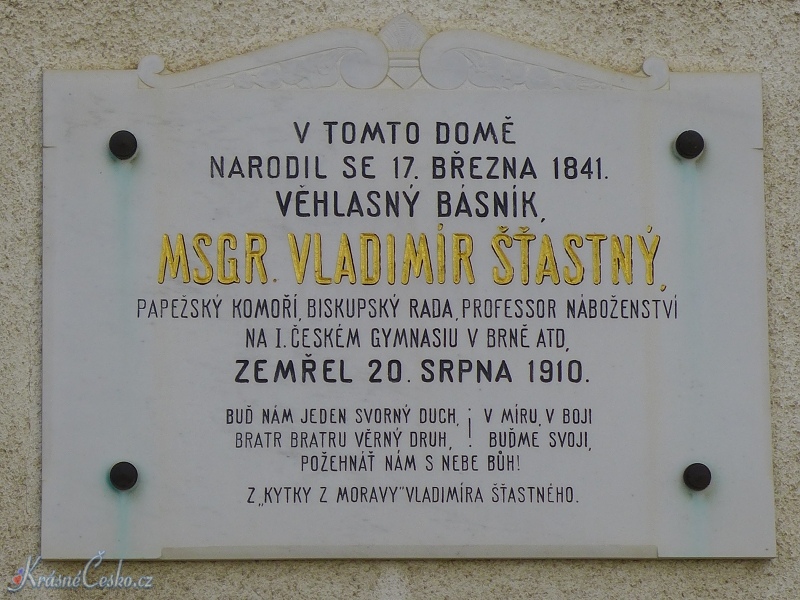 V TOMTO DOMĚ
NARODIL SE 17. BŘEZNA 1841.
VĚHLASNÝ BÁSNÍK,
MSGR. VLADIMÍR ŠŤASTNÝ,
PAPEŽSKÝ KOMOŘÍ, BISKUPSKÝ RADA, PROFESSOR NÁBOŽENSTVÍ
NA I. ČESKÉM GYMNASIU V BRNĚ ATD,
ZEMŘEL 20. SRPNA 1910.
BUĎ NÁM JEDEN SVORNÝ DUCH, V MÍRU, V BOJI
BRATR BRATRU VĚRNÝ DRUH, BUĎME SVOJI,
POŽEHNÁŤ NÁM S NEBE BŮH!
Z „KYTKY Z MORAVY" VLADIMÍRA ŠŤASTNÉHO.
KrásnéČesko.cz